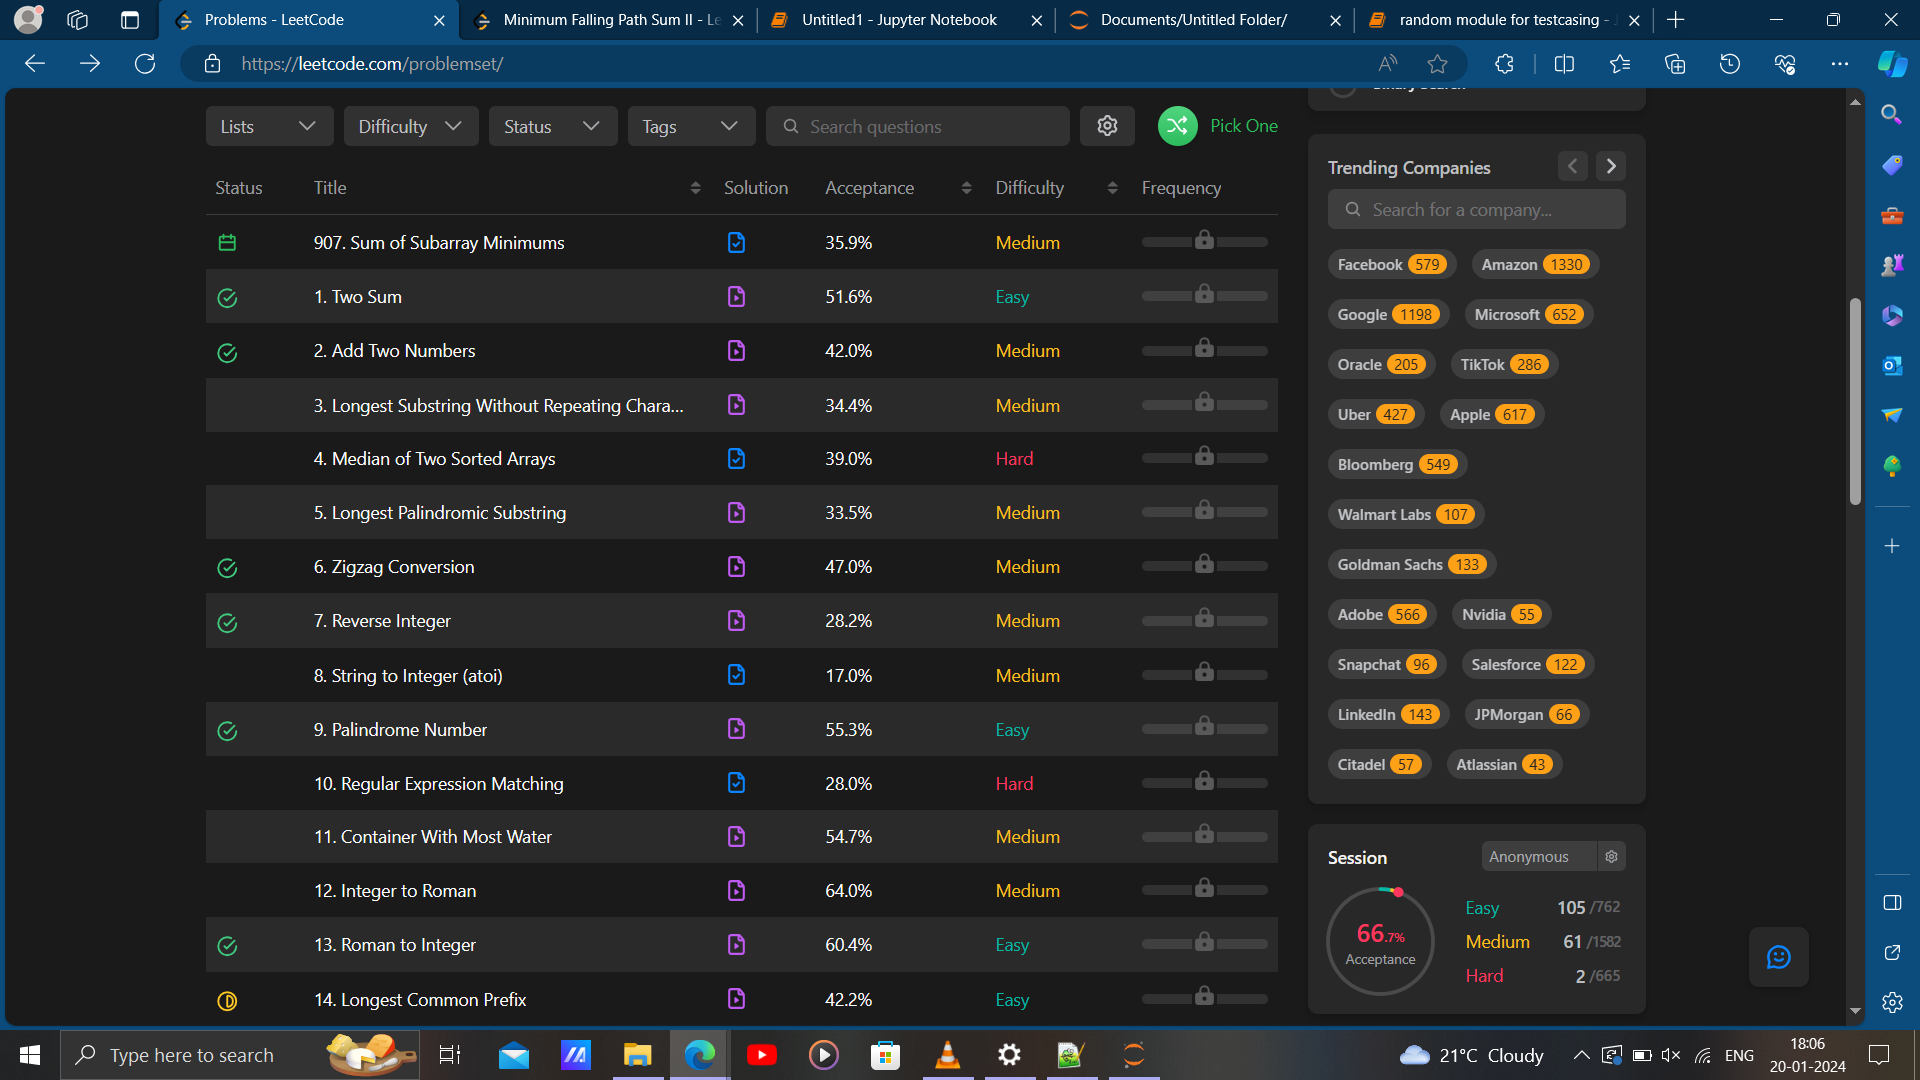 Problems - LeetCode
Minimum Falling Path Sum II - Le
Untitled1 - Jupyter Notebook
Documents/Untitled Folder/
random module for testcasing -
https://leetcode.com/problemset/
Lists
Difficulty
Status
Tags
Search questions
Pick One
Status Title Solution Acceptance Difficulty Frequency
907. Sum of Subarray Minimums 35.9% Medium
1. Two Sum 51.6% Easy
2. Add Two Numbers 42.0% Medium
3. Longest Substring Without Repeating Chara... 34.4% Medium
4. Median of Two Sorted Arrays 39.0% Hard
5. Longest Palindromic Substring 33.5% Medium
6. Zigzag Conversion 47.0% Medium
7. Reverse Integer 28.2% Medium
8. String to Integer (atoi) 17.0% Medium
9. Palindrome Number 55.3% Easy
10. Regular Expression Matching 28.0% Hard
11. Container With Most Water 54.7% Medium
12. Integer to Roman 64.0% Medium
13. Roman to Integer 60.4% Easy
14. Longest Common Prefix 42.2% Easy
Binary Search
Trending Companies
Search for a company...
Facebook 579 Amazon 1330
Google 1198 Microsoft 652
Oracle 205 TikTok 286
Uber 427 Apple 617
Bloomberg 549
Walmart Labs 107
Goldman Sachs 133
Adobe 566 Nvidia 55
Snapchat 96 Salesforce 122
LinkedIn 143 JPMorgan 66
Citadel 57 Atlassian 43
Session Anonymous
66.7%
Acceptance
Easy 105 /762
Medium 61 /1582
Hard 2 /665
Type here to search
21°C Cloudy
ENG
18:06
20-01-2024